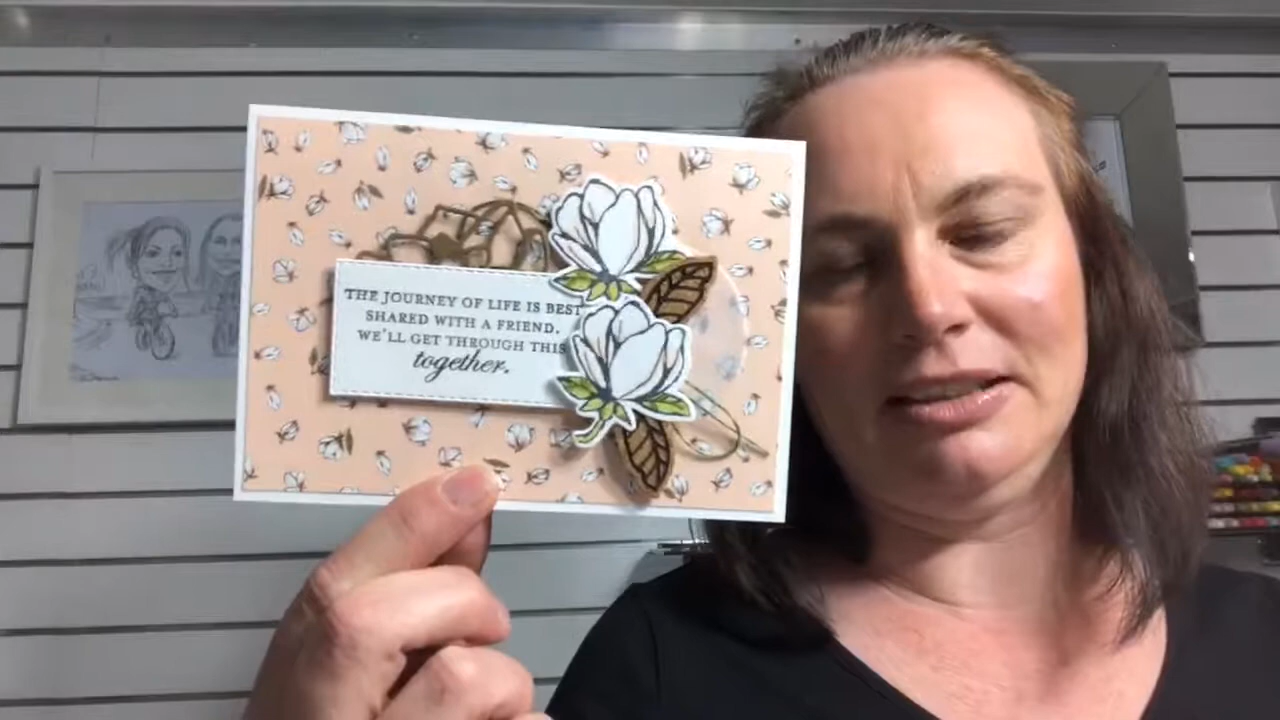 THE JOURNEY OF LIFE IS BEST
SHARED WITH A FRIEND.
WE'LL GET THROUGH THIS
together.